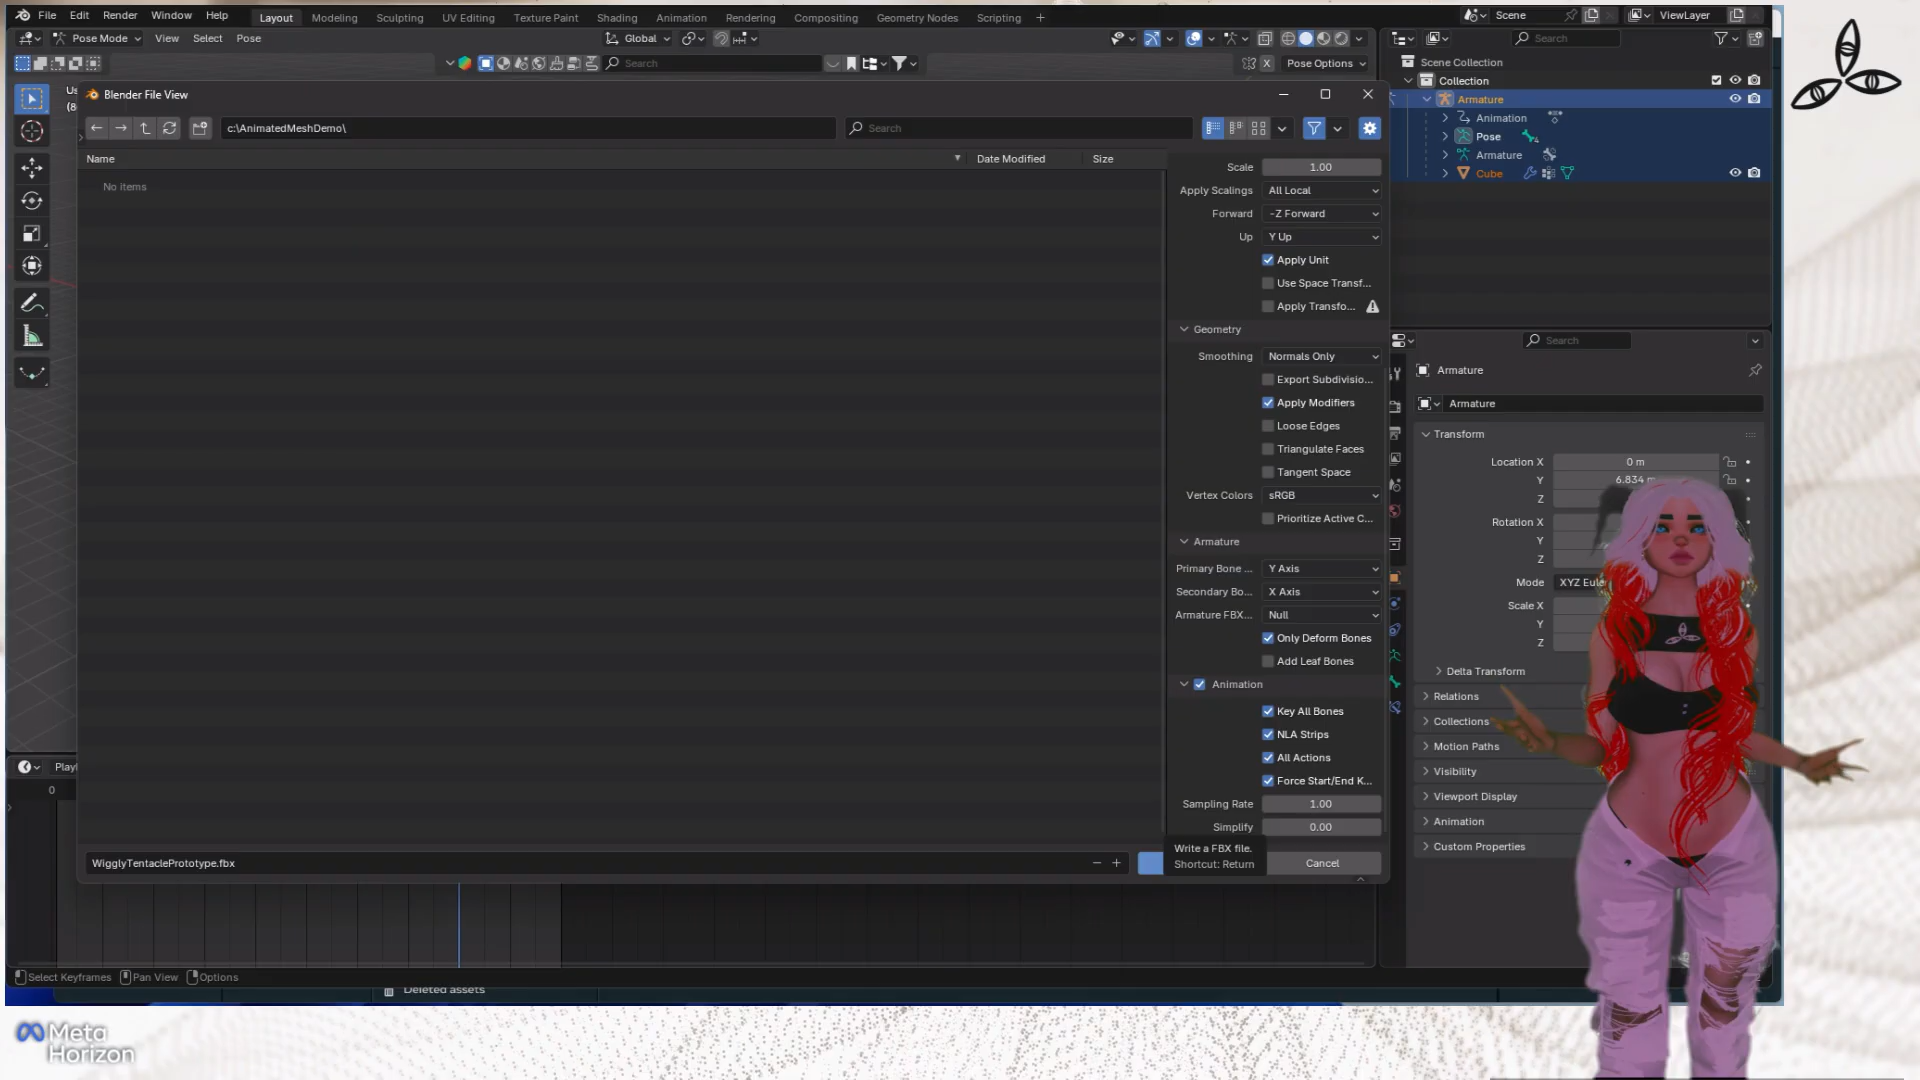 File Edit Render Window Help Layout Modeling Sculpting UV Editing Texture Paint Shading Animation Rendering Compositing Geometry Nodes Scripting + Scene ViewLayer
Pose Mode View Select Pose Global Search
Search X Pose Options
Scene Collection
Collection
Armature
Animation
Pose
Armature
Cube
Blender File View
c:\AnimatedMeshDemo\ Search
Name Date Modified Size
No items
Scale 1.00
Apply Scalings All Local
Forward -Z Forward
Up Y Up
Apply Unit
Use Space Transf...
Apply Transfo...
Geometry
Smoothing Normals Only
Export Subdivisio...
Apply Modifiers
Loose Edges
Triangulate Faces
Tangent Space
Vertex Colors sRGB
Prioritize Active C...
Armature
Primary Bone ... Y Axis
Secondary Bo... X Axis
Armature FBX... Null
Only Deform Bones
Add Leaf Bones
Animation
Key All Bones
NLA Strips
All Actions
Force Start/End K...
Sampling Rate 1.00
Simplify 0.00
Write a FBX file.
Shortcut: Return
WigglyTentaclePrototype.fbx Cancel
Search
Armature
Armature
Transform
Location X 0 m
Y 6.834 m
Z
Rotation X
Y
Z
Mode XYZ Eule
Scale X
Y
Z
Delta Transform
Relations
Collections
Motion Paths
Visibility
Viewport Display
Animation
Custom Properties
0
Select Keyframes Pan View Options
Deleted assets
Meta
Horizon